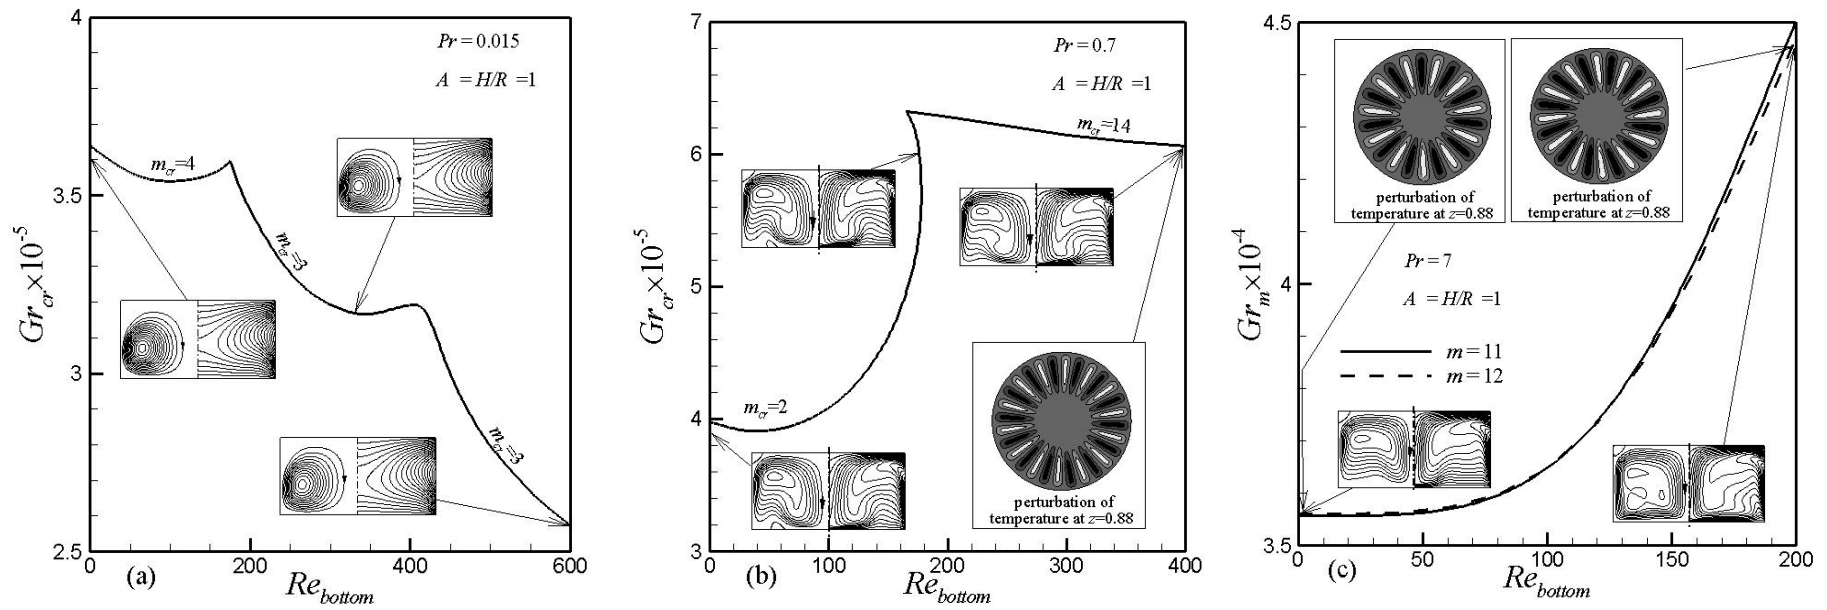 4
3.5
3
2.5
Gr_cr×10^-5
Pr = 0.015
A = H/R =1
m_cr=4
m_cr=3
m_cr=3
0
200
400
600
(a)
Re_bottom
7
6
5
4
3
Gr_cr×10^-5
Pr = 0.7
A = H/R =1
m_cr=14
m_cr=2
perturbation of
temperature at z=0.88
0
100
200
300
400
(b)
Re_bottom
4.5
4
3.5
Gr_m×10^-4
perturbation of
temperature at z=0.88
perturbation of
temperature at z=0.88
Pr = 7
A = H/R =1
m = 11
m = 12
0
50
100
150
200
(c)
Re_bottom